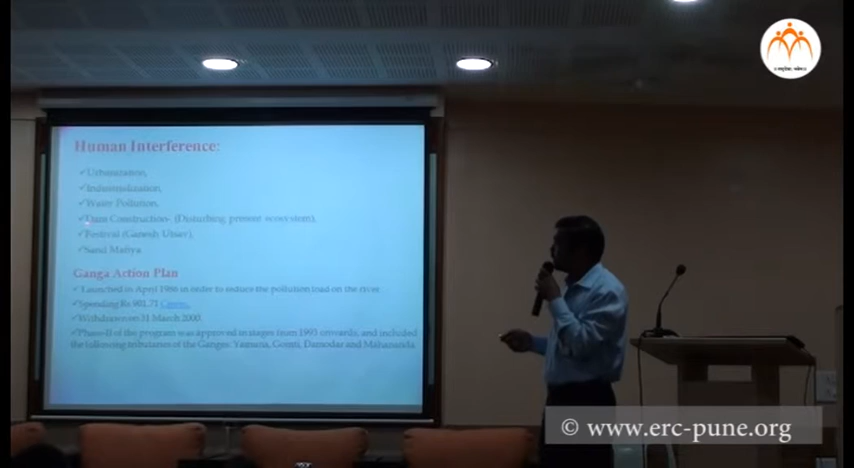 Human Interference:
✓Urbanization,
✓Industrialization,
✓Water Pollution,
✓Dam Construction- (Disturbing present ecosystem),
✓Festival (Ganesh Utsav),
✓Sand Mafiya.
Ganga Action Plan
✓Launched in April 1986 in order to reduce the pollution load on the river.
✓Spending Rs 901.71 Crores,
✓Withdrawn on 31 March 2000.
✓Phase-II of the program was approved in stages from 1993 onwards, and included
the following tributaries of the Ganges: Yamuna, Gomti, Damodar and Mahananda.
© www.erc-pune.org